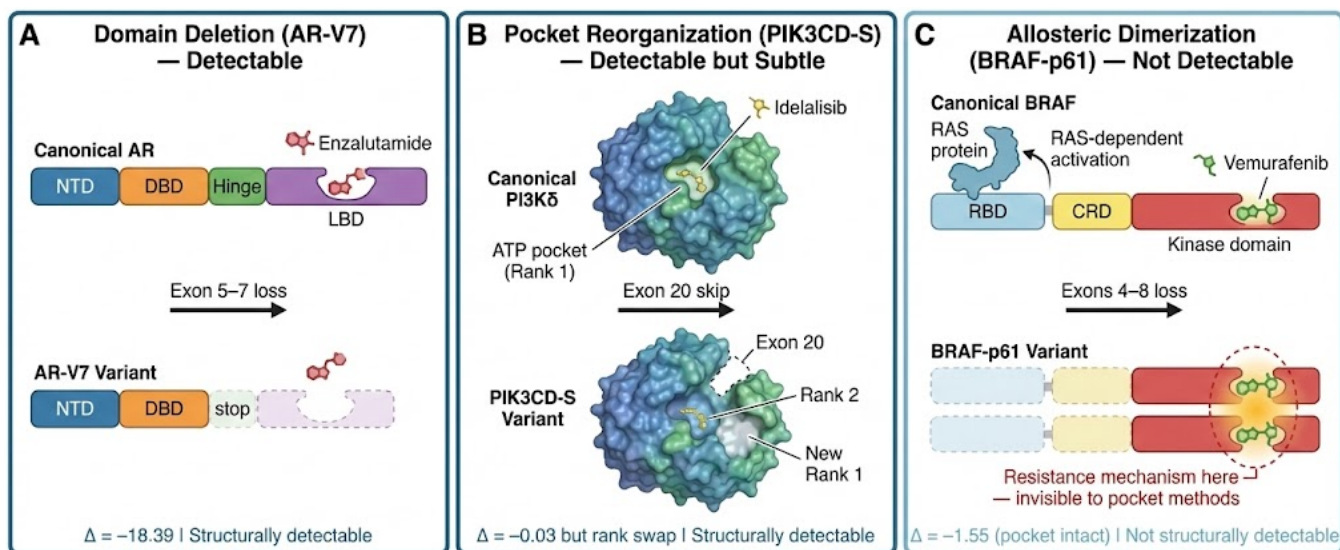 A
Domain Deletion (AR-V7)
— Detectable
Enzalutamide
Canonical AR
NTD
DBD
Hinge
LBD
Exon 5–7 loss
AR-V7 Variant
NTD
DBD
stop
Δ = –18.39 | Structurally detectable
B
Pocket Reorganization (PIK3CD-S)
— Detectable but Subtle
Idelalisib
Canonical
PI3Kδ
ATP pocket
(Rank 1)
Exon 20 skip
Exon 20
PIK3CD-S
Variant
Rank 2
New
Rank 1
Δ = –0.03 but rank swap | Structurally detectable
C
Allosteric Dimerization
(BRAF-p61) — Not Detectable
Canonical BRAF
RAS
protein
RAS-dependent
activation
Vemurafenib
RBD
CRD
Kinase domain
Exons 4–8 loss
BRAF-p61 Variant
Resistance mechanism here
— invisible to pocket methods
Δ = –1.55 (pocket intact) | Not structurally detectable